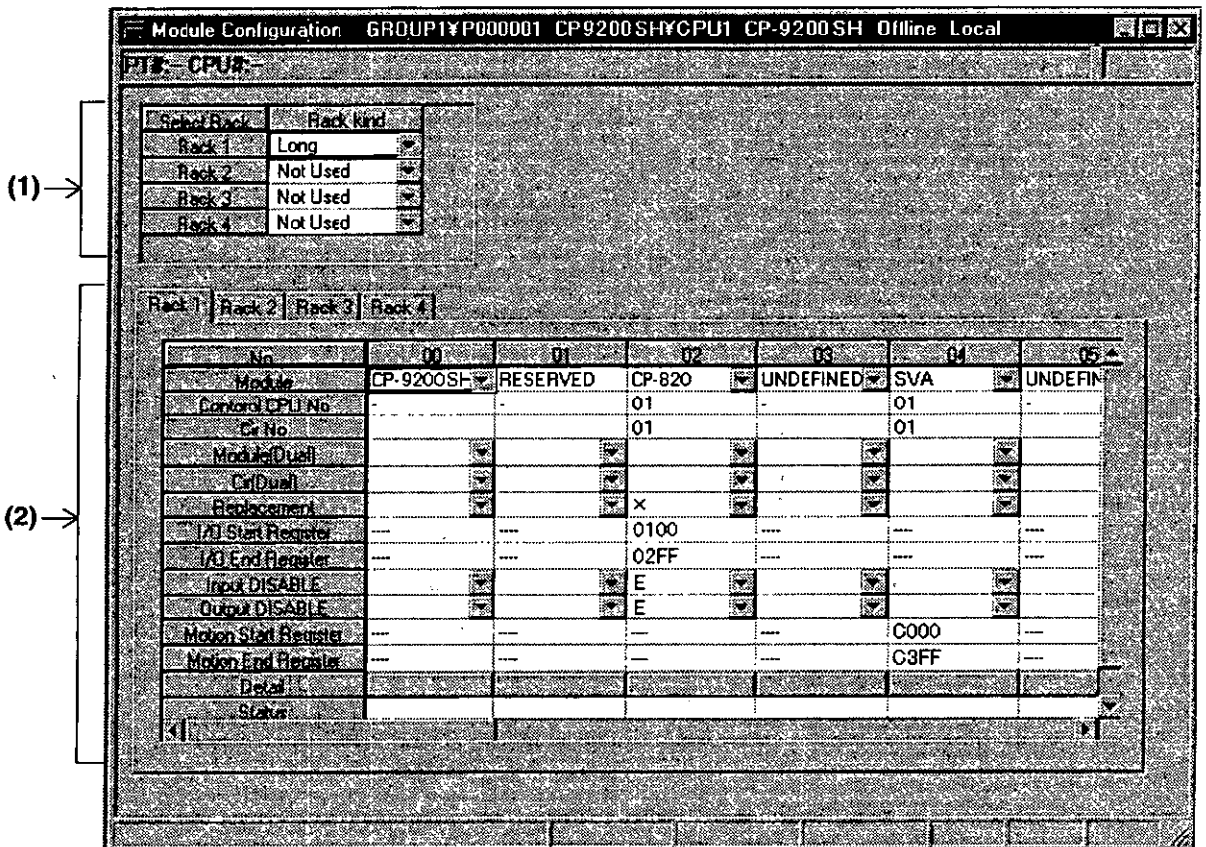 Module Configuration GROUP1¥P000001 CP9200SH¥CPU1 CP-9200SH Offline Local
PT#:- CPU#:-
(1)
Select Rack Rack kind
Rack 1 Long
Rack 2 Not Used
Rack 3 Not Used
Rack 4 Not Used
(2)
Rack 1 Rack 2 Rack 3 Rack 4
No 00 01 02 03 04 05
Module CP-9200SH RESERVED CP-820 UNDEFINED SVA UNDEFIN
Contorol CPU No - - 01 - 01 -
Cir No 01 01
Module(Dual)
Cir(Dual)
Replacement ×
I/O Start Register ---- ---- 0100 ---- ---- ----
I/O End Register ---- ---- 02FF ---- ---- ----
Input DISABLE E
Output DISABLE E
Motion Start Register ---- ---- ---- ---- C000 ----
Motion End Register ---- ---- ---- ---- C3FF ----
Detail
Status